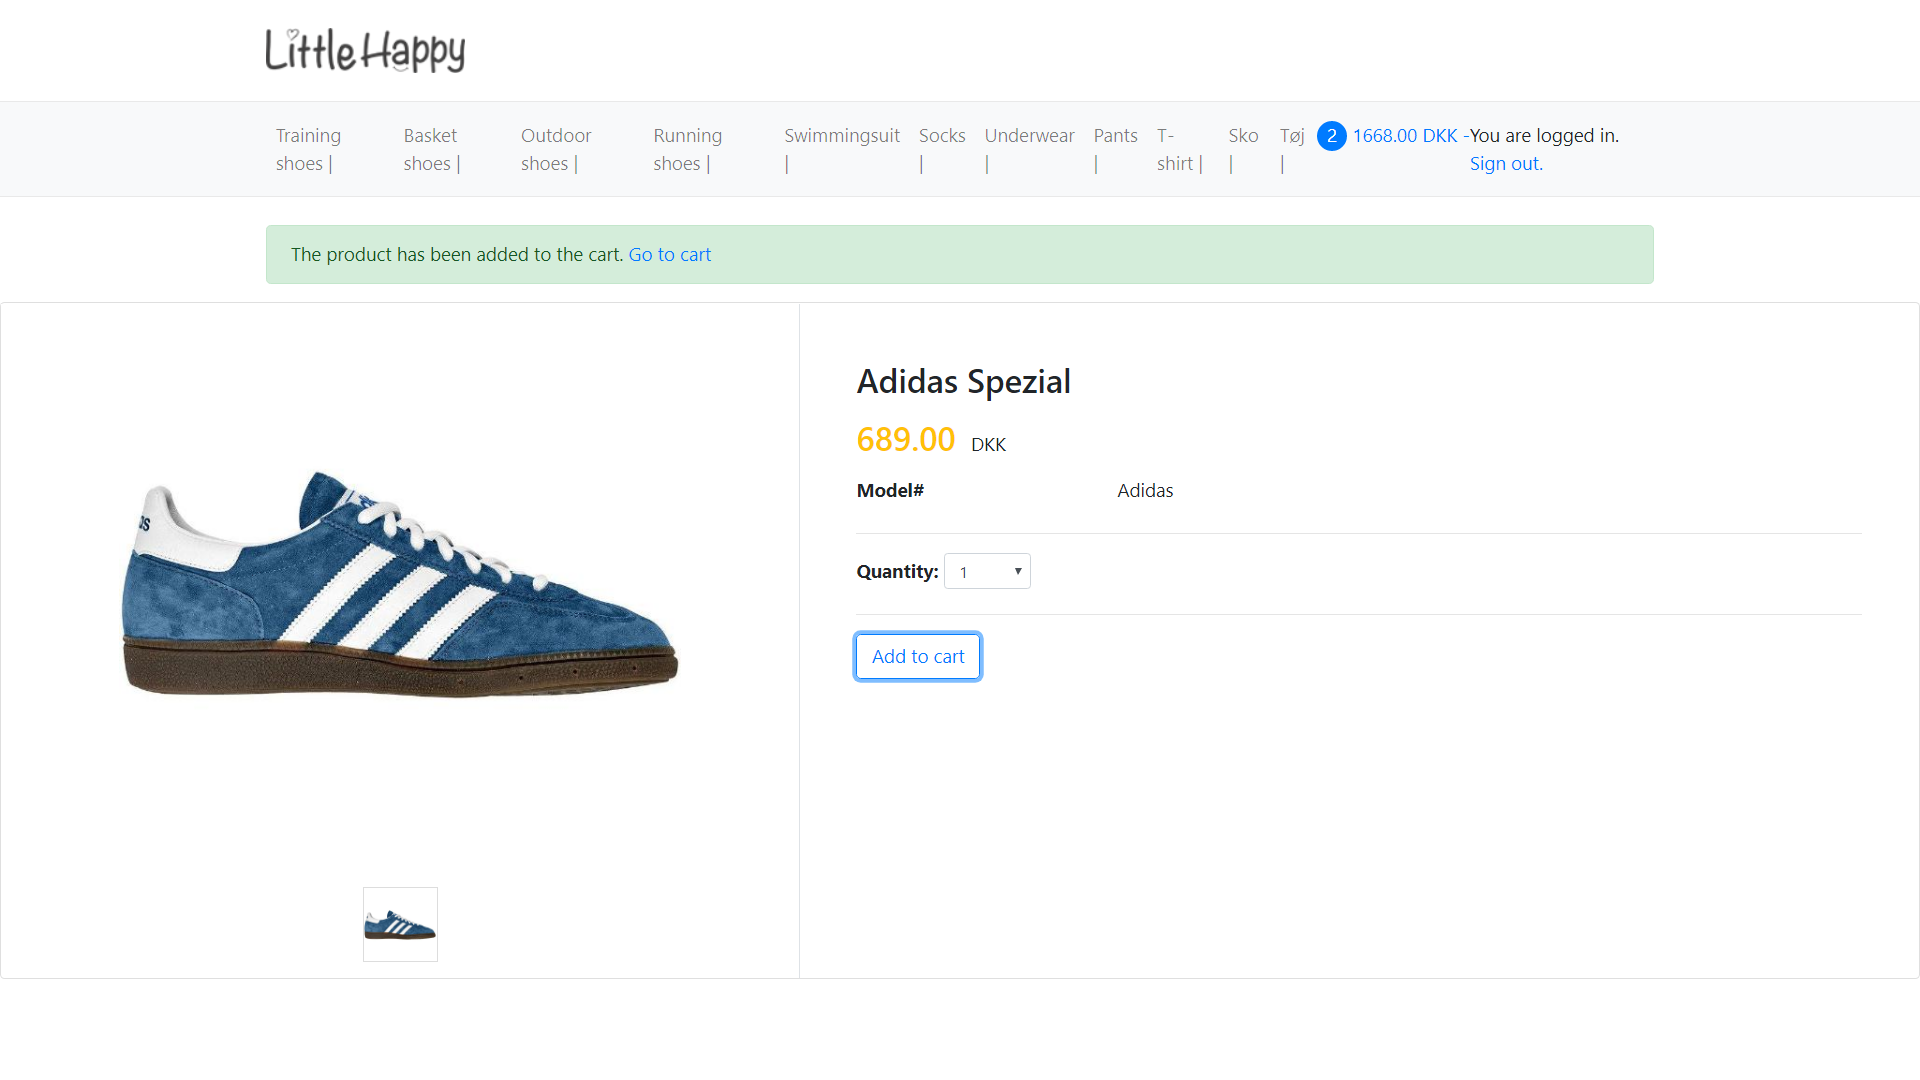 Little Happy
Training shoes |
Basket shoes |
Outdoor shoes |
Running shoes |
Swimmingsuit |
Socks |
Underwear |
Pants |
T-shirt |
Sko |
Tøj |
2 1668.00 DKK -
You are logged in.
Sign out.
The product has been added to the cart. Go to cart
Adidas Spezial
689.00 DKK
Model# Adidas
Quantity: 1
Add to cart